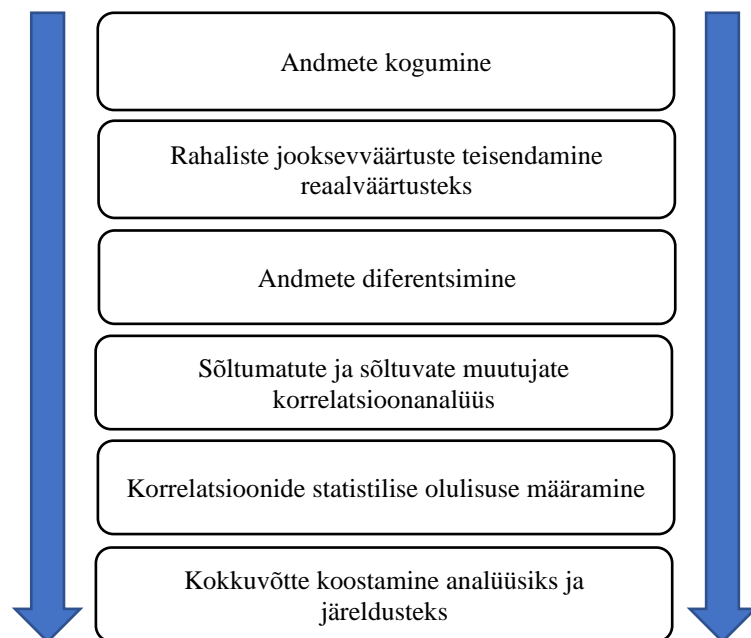 Andmete kogumine
Rahaliste jooksevväärtuste teisendamine
reaalväärtusteks
Andmete diferentsimine
Sõltumatute ja sõltuvate muutujate
korrelatsioonanalüüs
Korrelatsioonide statistilise olulisuse määramine
Kokkuvõtte koostamine analüüsiks ja
järeldusteks